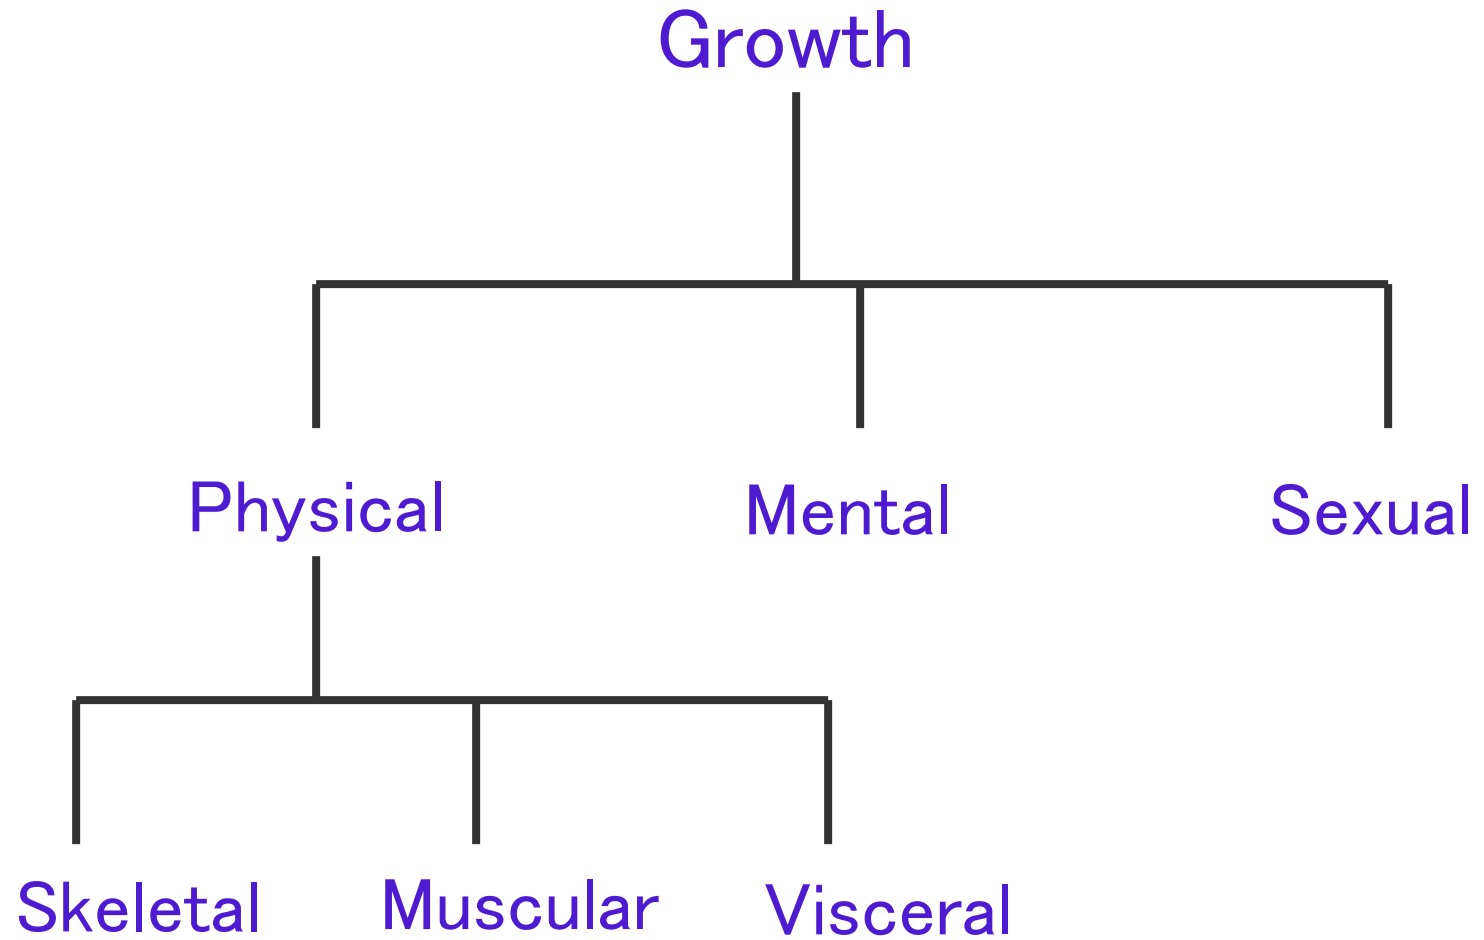 Growth
Physical
Mental
Sexual
Skeletal
Muscular
Visceral